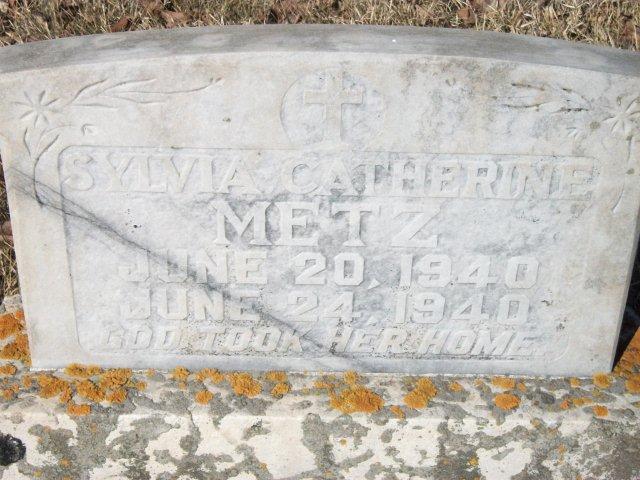 SYLVIA CATHERINE
METZ
JUNE 20, 1940
JUNE 24, 1940
GOD TOOK HER HOME.